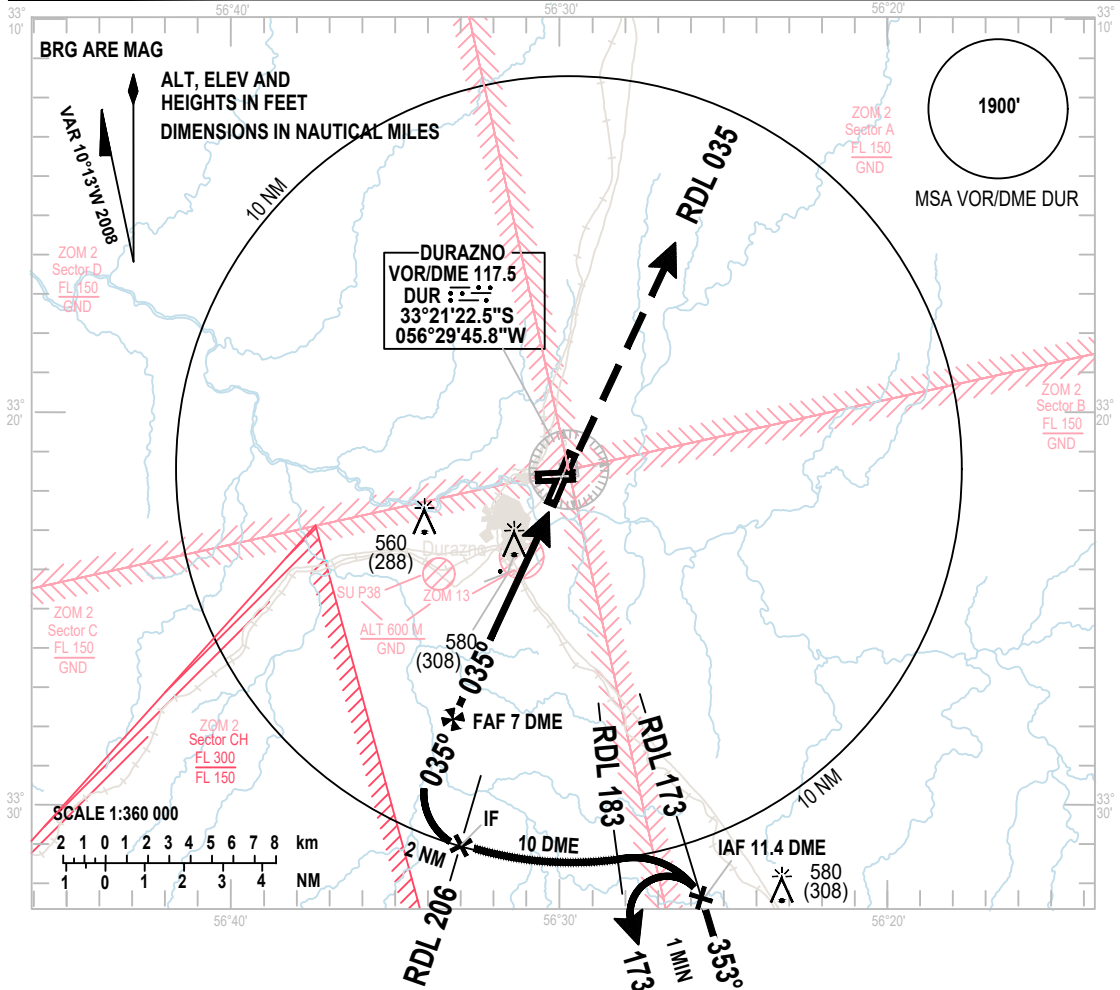 33°
10'
56°40'
56°30'
56°20'
33°
10'
BRG ARE MAG
ALT, ELEV AND
HEIGHTS IN FEET
DIMENSIONS IN NAUTICAL MILES
VAR 10°13'W 2008
10 NM
RDL 035
ZOM 2
Sector A
FL 150
GND
1900'
MSA VOR/DME DUR
ZOM 2
Sector D
FL 150
GND
DURAZNO
VOR/DME 117.5
DUR
33°21'22.5"S
056°29'45.8"W
33°
20'
33°
20'
ZOM 2
Sector B
FL 150
GND
560
(288)
Durazno
SU P38
ZOM 13
ALT 600 M
GND
580
(308)
ZOM 2
Sector C
FL 150
GND
035°
FAF 7 DME
035°
ZOM 2
Sector CH
FL 300
FL 150
RDL 183
RDL 173
10 NM
33°
30'
33°
30'
SCALE 1:360 000
2 1 0 1 2 3 4 5 6 7 8 km
1 0 1 2 3 4 NM
IF
2 NM
10 DME
IAF 11.4 DME
580
(308)
RDL 206
56°40'
56°30'
56°20'
173
1 MIN
353°